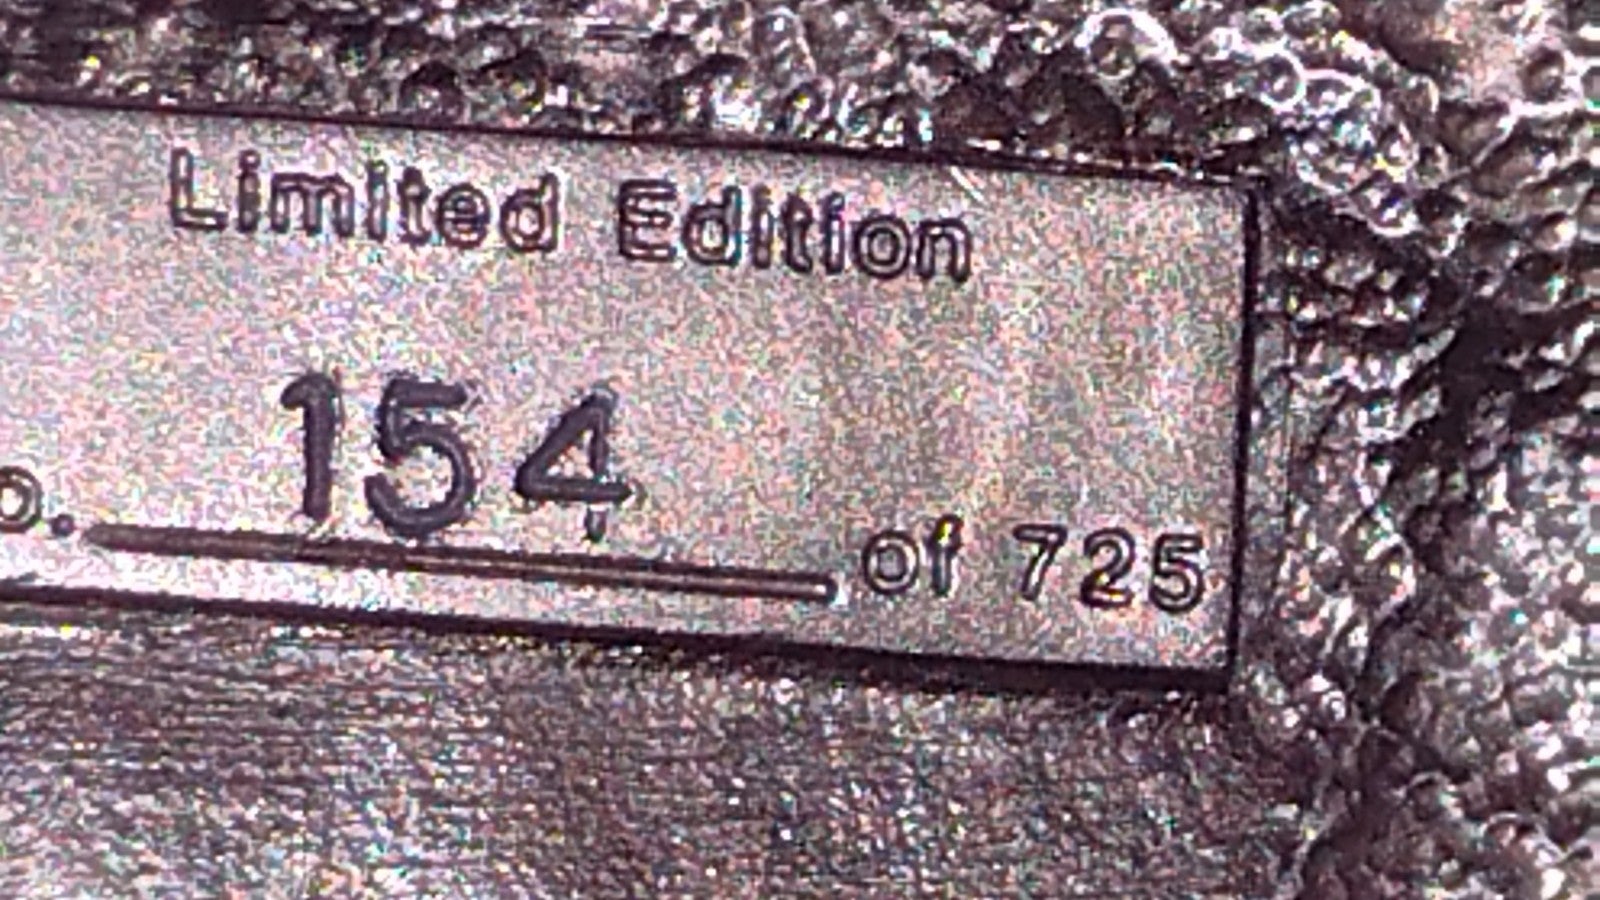 Limited Edition
o. 154 of 725